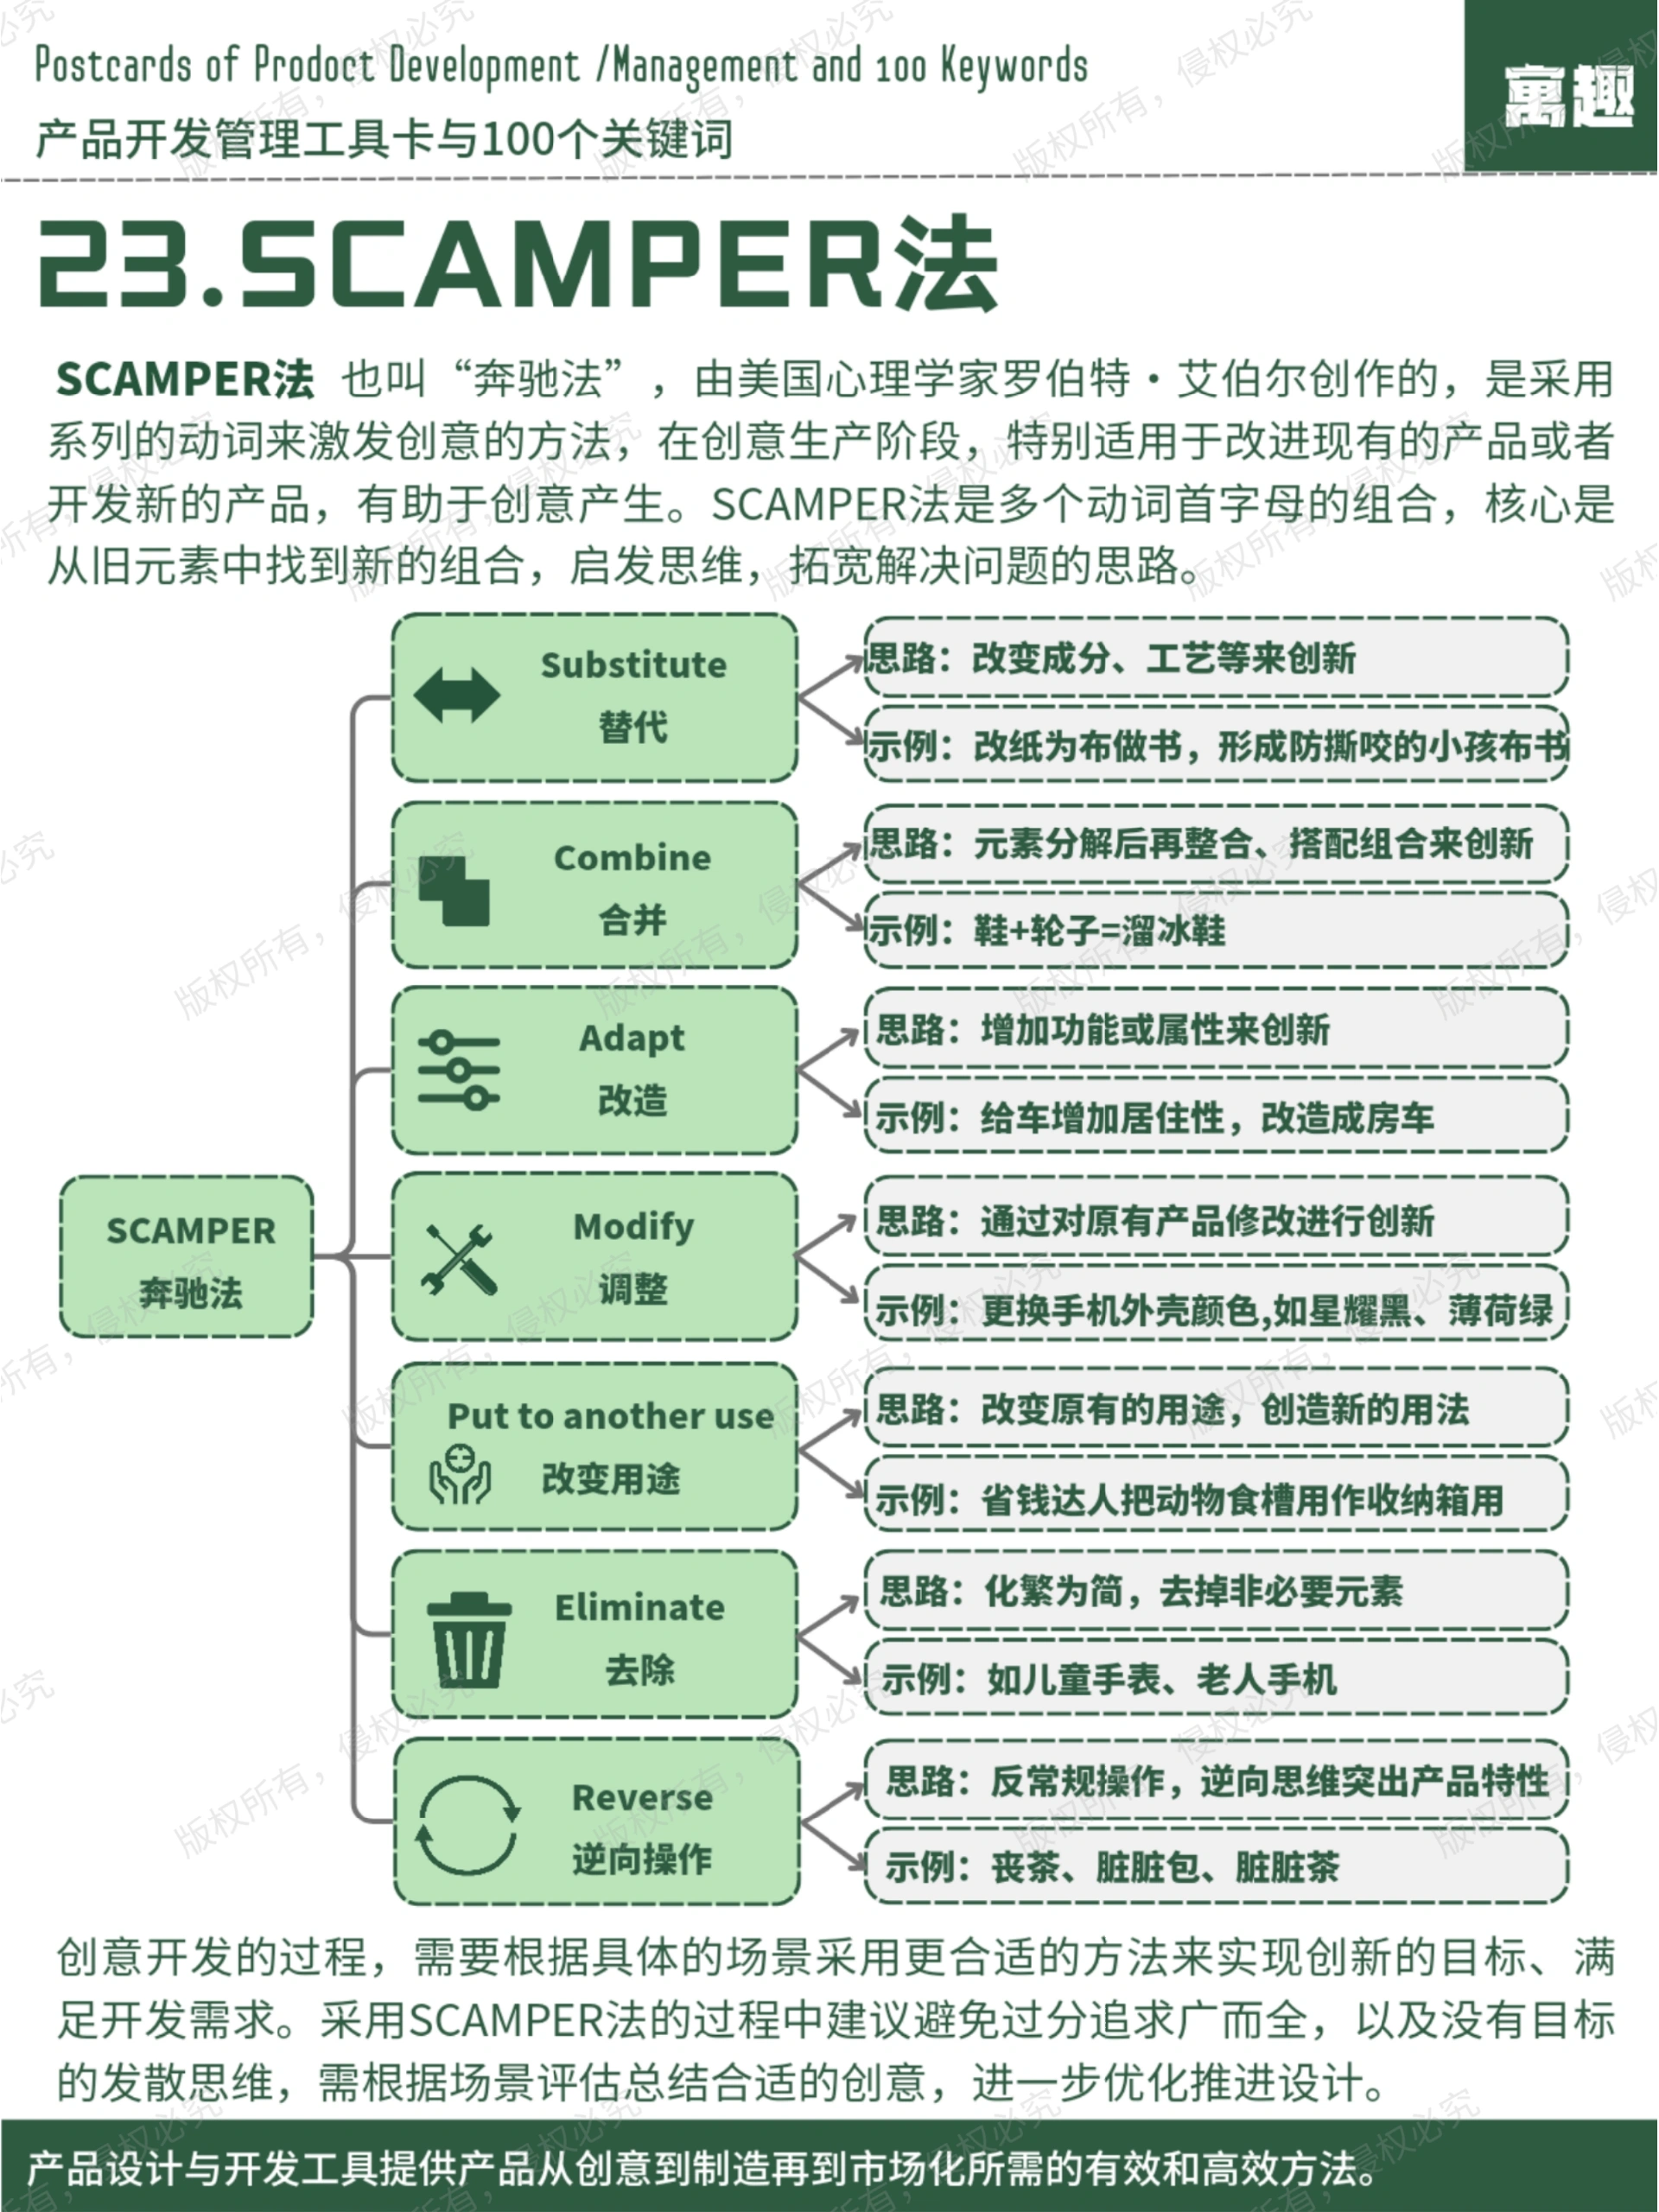 Postcards of Prodoct Development /Management and 100 Keywords
产品开发管理工具卡与100个关键词
寓趣
23.SCAMPER法
SCAMPER法 也叫“奔驰法”，由美国心理学家罗伯特·艾伯尔创作的，是采用
系列的动词来激发创意的方法，在创意生产阶段，特别适用于改进现有的产品或者
开发新的产品，有助于创意产生。SCAMPER法是多个动词首字母的组合，核心是
从旧元素中找到新的组合，启发思维，拓宽解决问题的思路。
SCAMPER
奔驰法
Substitute
替代
思路：改变成分、工艺等来创新
示例：改纸为布做书，形成防撕咬的小孩布书
Combine
合并
思路：元素分解后再整合、搭配组合来创新
示例：鞋+轮子=溜冰鞋
Adapt
改造
思路：增加功能或属性来创新
示例：给车增加居住性，改造成房车
Modify
调整
思路：通过对原有产品修改进行创新
示例：更换手机外壳颜色,如星耀黑、薄荷绿
Put to another use
改变用途
思路：改变原有的用途，创造新的用法
示例：省钱达人把动物食槽用作收纳箱用
Eliminate
去除
思路：化繁为简，去掉非必要元素
示例：如儿童手表、老人手机
Reverse
逆向操作
思路：反常规操作，逆向思维突出产品特性
示例：丧茶、脏脏包、脏脏茶
创意开发的过程，需要根据具体的场景采用更合适的方法来实现创新的目标、满
足开发需求。采用SCAMPER法的过程中建议避免过分追求广而全，以及没有目标
的发散思维，需根据场景评估总结合适的创意，进一步优化推进设计。
产品设计与开发工具提供产品从创意到制造再到市场化所需的有效和高效方法。
版权所有，侵权必究